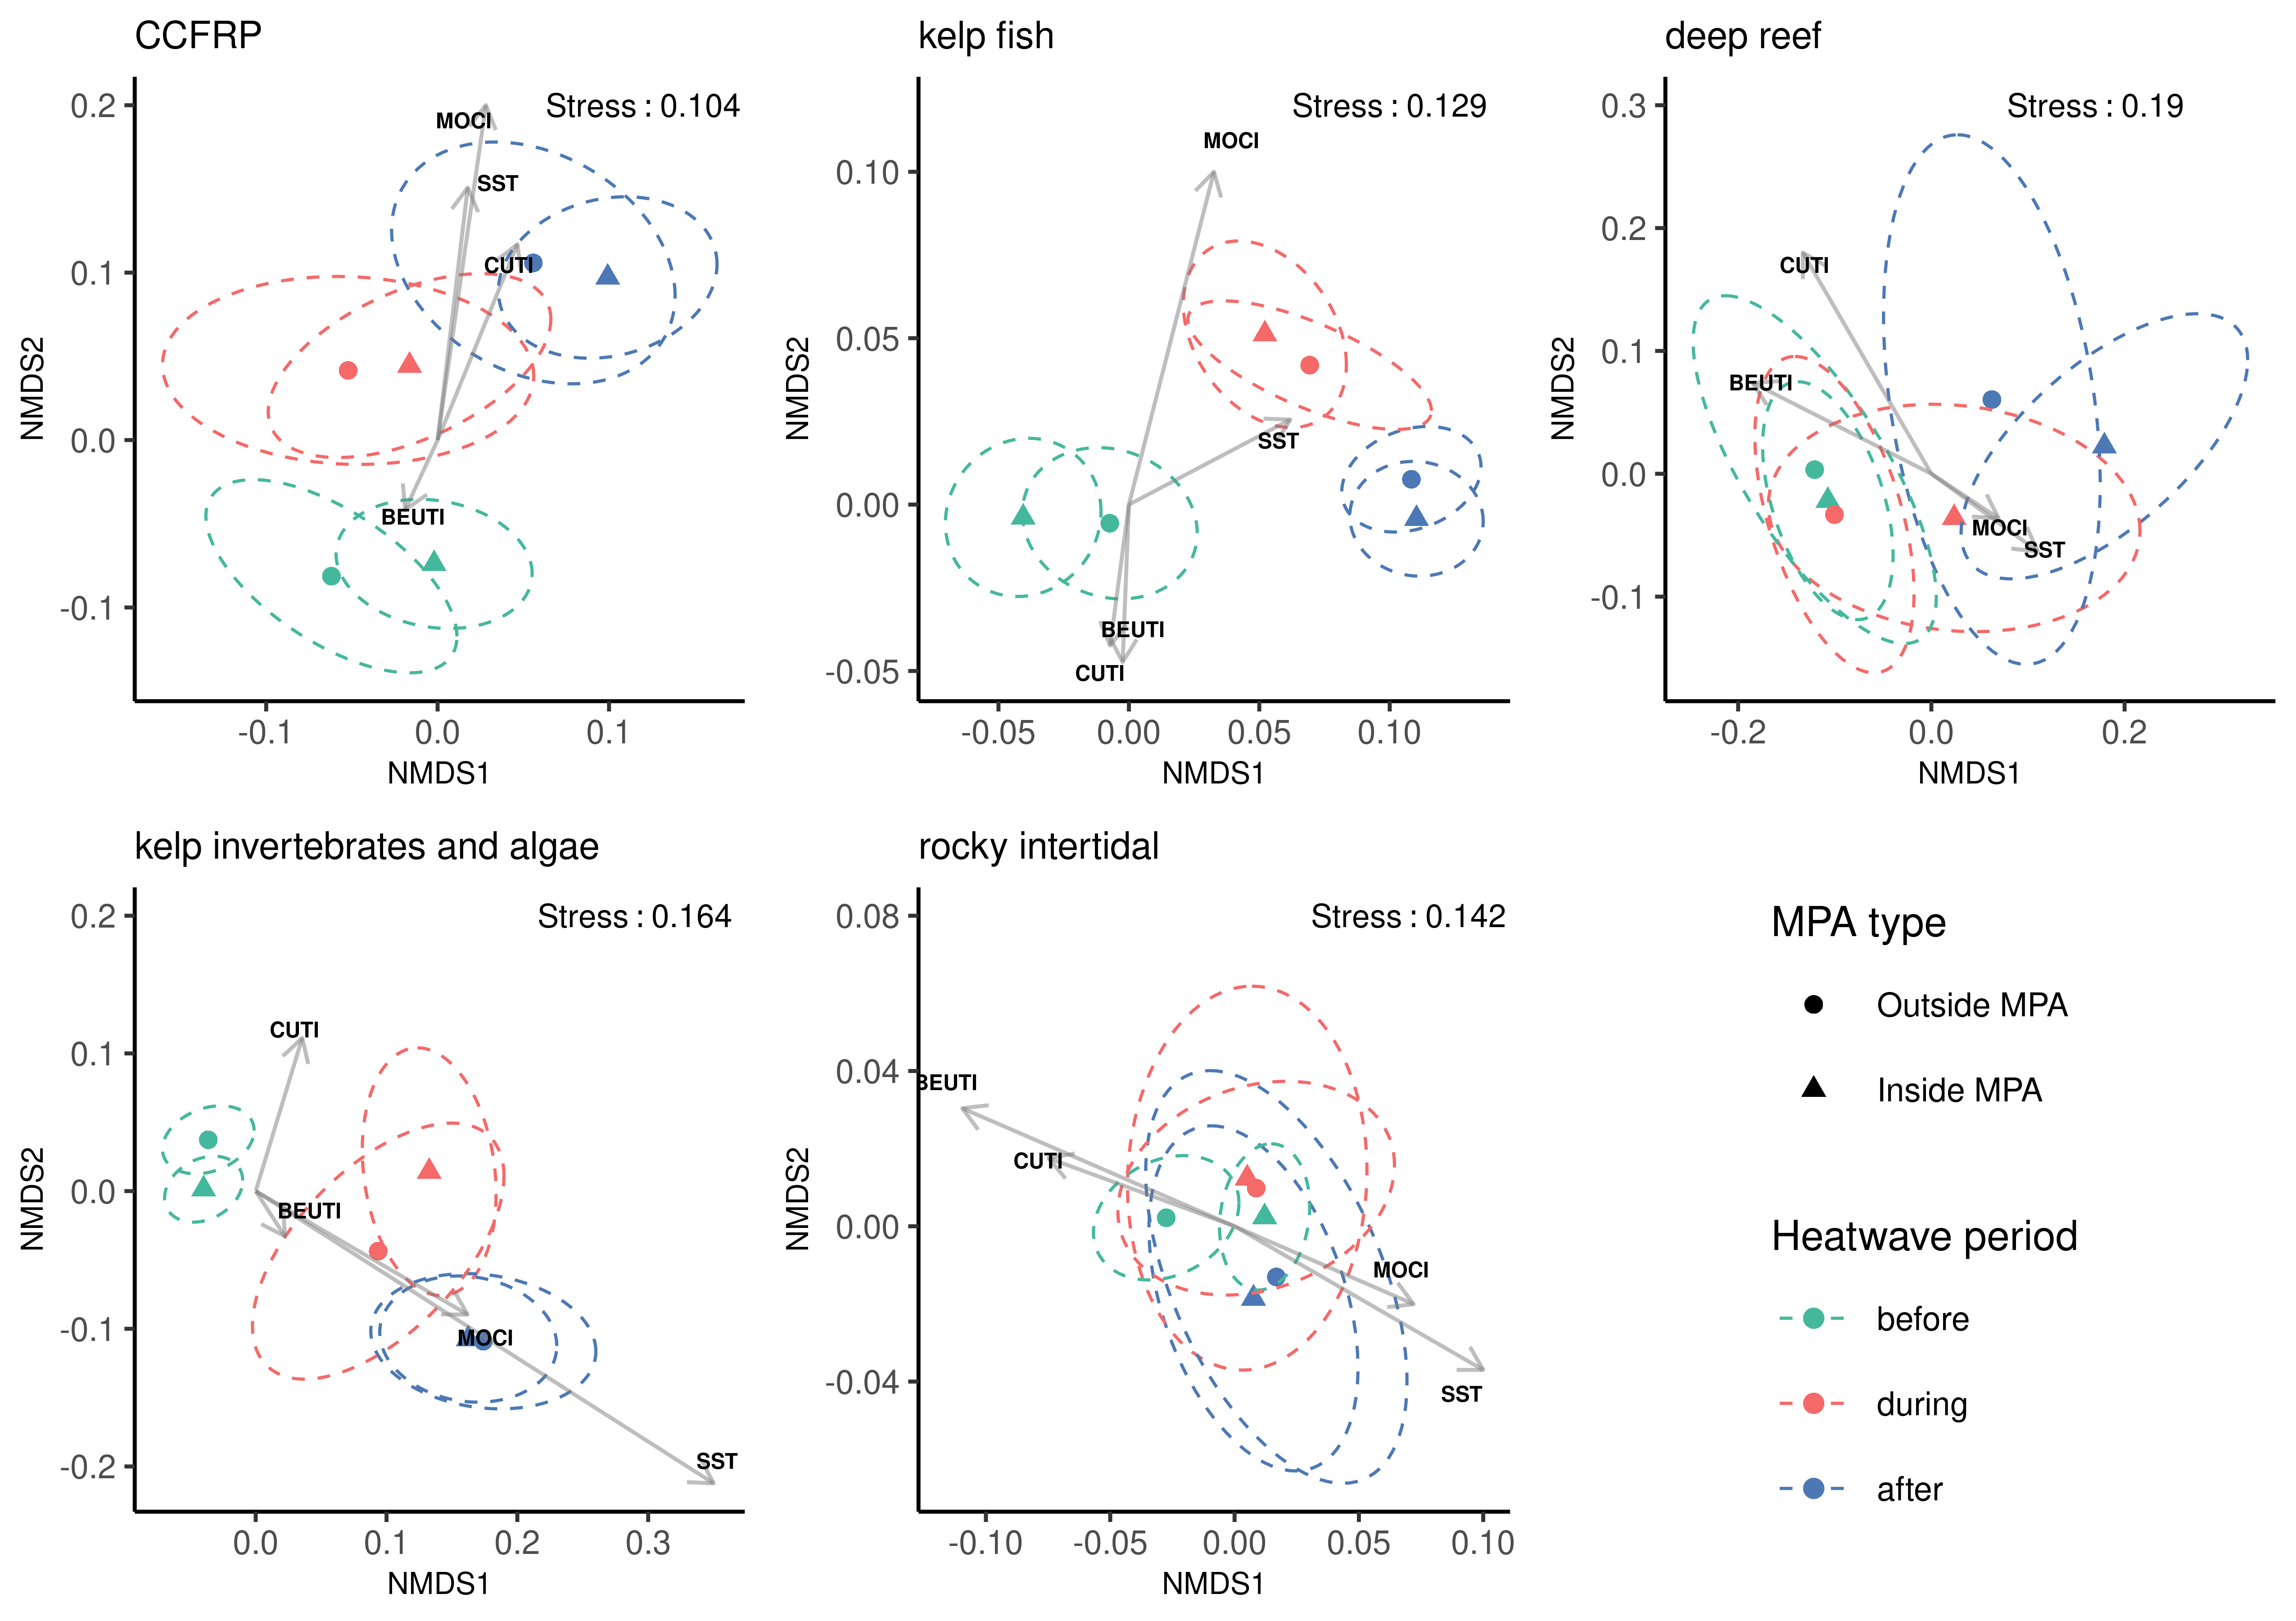 CCFRP
Stress : 0.104
0.2
0.1
0.0
-0.1
NMDS2
MOCI
SST
CUTI
BEUTI
-0.1 0.0 0.1
NMDS1
kelp fish
Stress : 0.129
0.10
0.05
0.00
-0.05
NMDS2
MOCI
SST
BEUTI
CUTI
-0.05 0.00 0.05 0.10
NMDS1
deep reef
Stress : 0.19
0.3
0.2
0.1
0.0
-0.1
NMDS2
CUTI
BEUTI
MOCI
SST
-0.2 0.0 0.2
NMDS1
kelp invertebrates and algae
Stress : 0.164
0.2
0.1
0.0
-0.1
-0.2
NMDS2
CUTI
BEUTI
MOCI
SST
0.0 0.1 0.2 0.3
NMDS1
rocky intertidal
Stress : 0.142
0.08
0.04
0.00
-0.04
NMDS2
BEUTI
CUTI
MOCI
SST
-0.10 -0.05 0.00 0.05 0.10
NMDS1
MPA type
Outside MPA
Inside MPA
Heatwave period
before
during
after